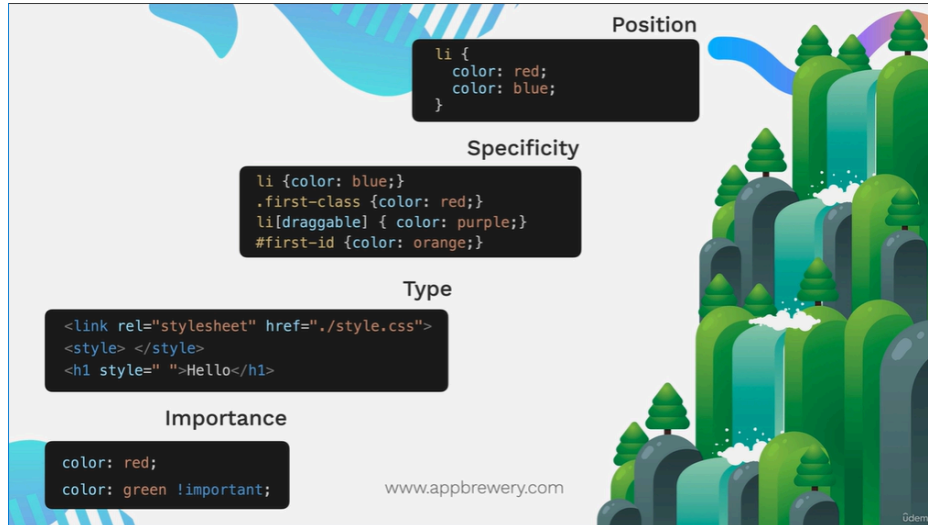 Position
li {
color: red;
color: blue;
}
Specificity
li {color: blue;}
.first-class {color: red;}
li[draggable] { color: purple;}
#first-id {color: orange;}
Type
<link rel="stylesheet" href="./style.css">
<style> </style>
<h1 style=" ">Hello</h1>
Importance
color: red;
color: green !important;
www.appbrewery.com